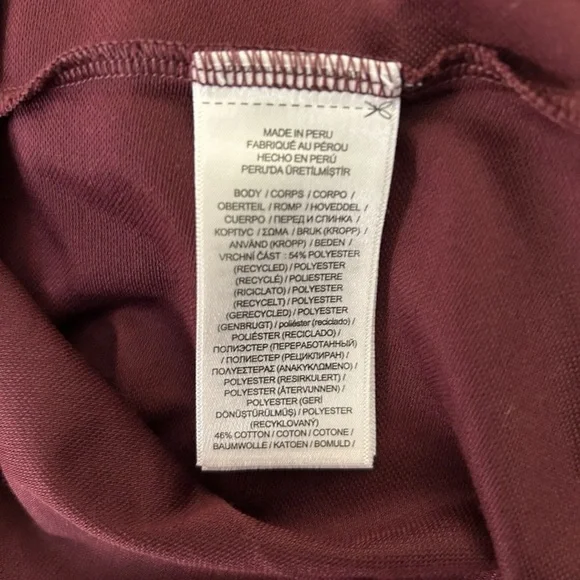 MADE IN PERU
FABRIQUÉ AU PÉROU
HECHO EN PERÚ
PERU'DA ÜRETİLMİŞTİR
BODY / CORPS / CORPO /
OBERTEIL / ROMP / HOVEDDEL /
CUERPO / ПЕРЕД И СПИНКА /
КОРПУС / ΣΩΜΑ / BRUK (KROPP) /
ANVÄND (KROPP) / BEDEN /
VRCHNÍ ČÁST : 54% POLYESTER
(RECYCLED) / POLYESTER
(RECYCLÉ) / POLIESTERE
(RICICLATO) / POLYESTER
(RECYCELT) / POLYESTER
(GERECYCLED) / POLYESTER
(GENBRUGT) / poliéster (reciclado) /
POLIÉSTER (RECICLADO) /
ПОЛИЭСТЕР (ПЕРЕРАБОТАННЫЙ)
/ ПОЛИЕСТЕР (РЕЦИКЛИРАН) /
ΠΟΛΥΕΣΤΕΡΑΣ (ΑΝΑΚΥΚΛΩΜΕΝΟ) /
POLYESTER (RESIRKULERT) /
POLYESTER (ÅTERVUNNEN) /
POLYESTER (GERİ
DÖNÜŞTÜRÜLMÜŞ) / POLYESTER
(RECYKLOVANÝ)
46% COTTON / COTON / COTONE /
BAUMWOLLE / KATOEN / BOMULD /